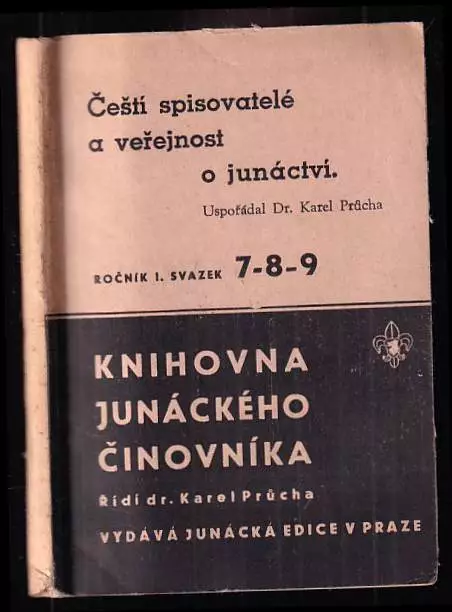 Čeští spisovatelé
a veřejnost
o junáctví.
Uspořádal Dr. Karel Průcha
ROČNÍK I. SVAZEK 7-8-9
KNIHOVNA
JUNÁCKÉHO
ČINOVNÍKA
Řídí dr. Karel Průcha
VYDÁVÁ JUNÁCKÁ EDICE V PRAZE